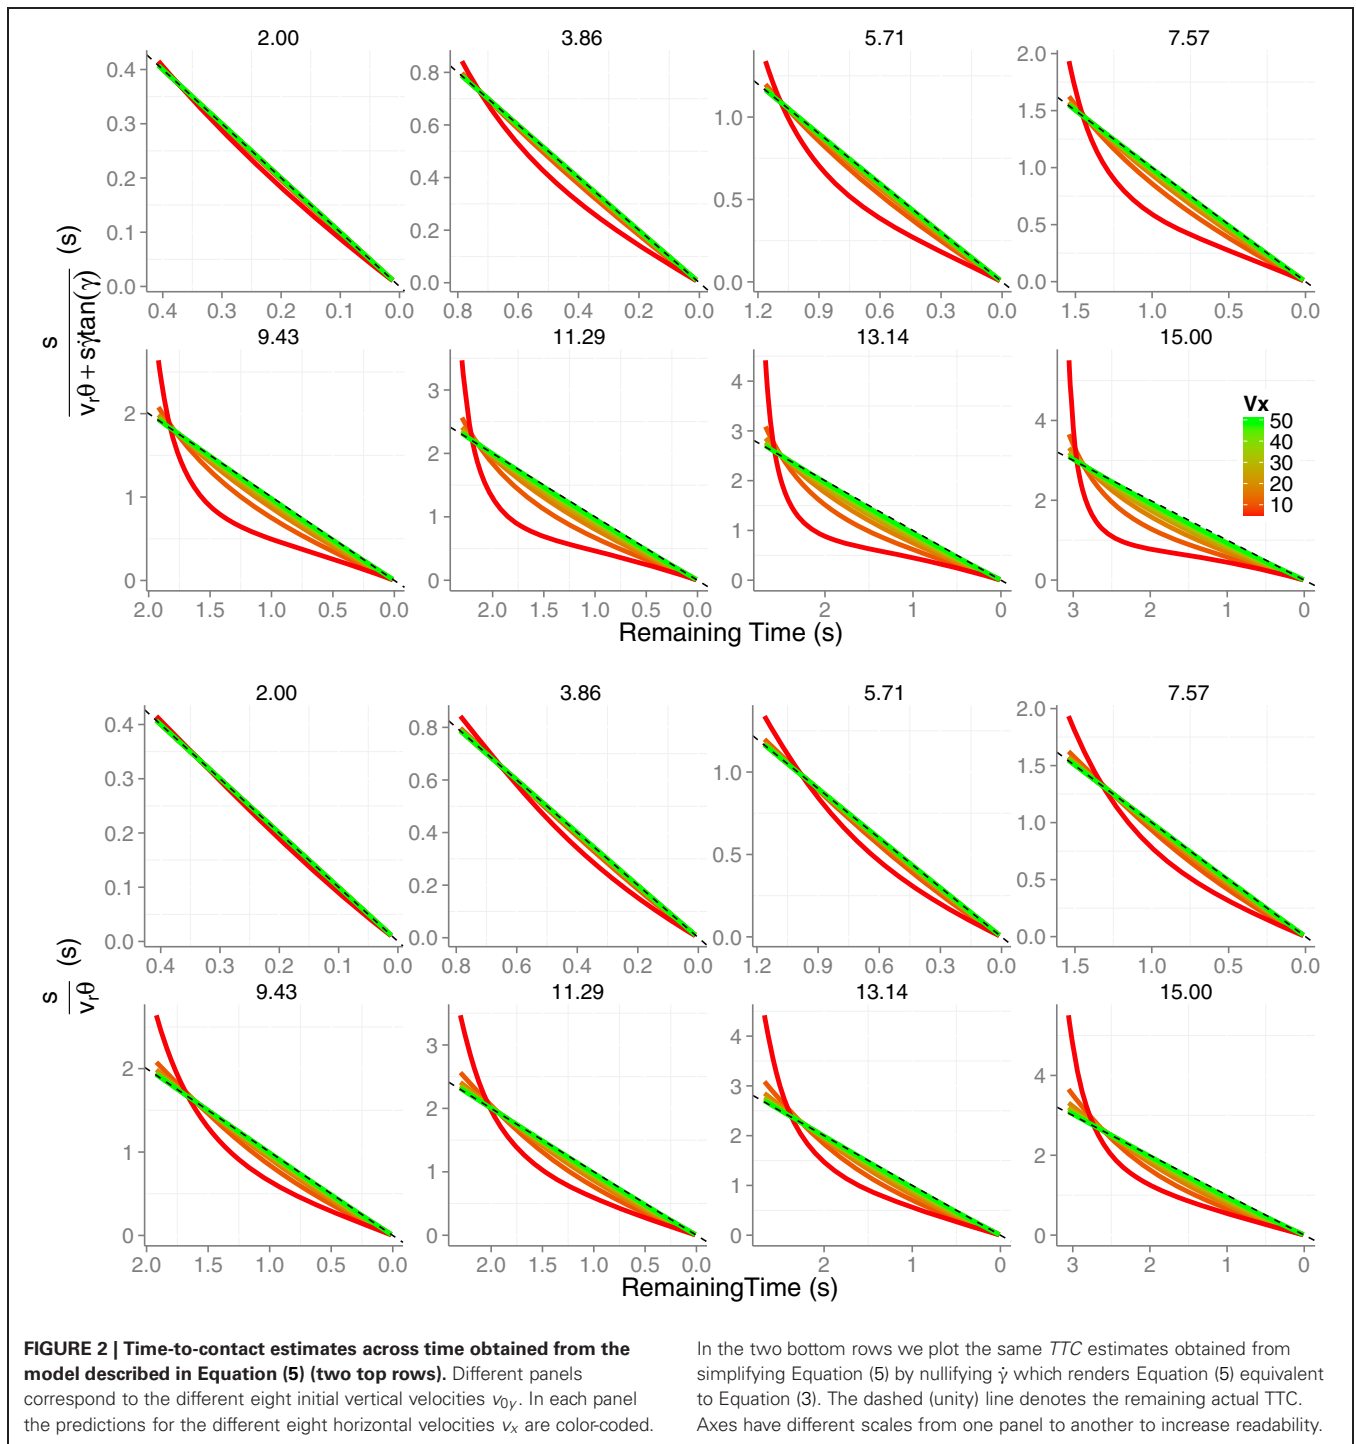 2.00 3.86 5.71 7.57
0.4 0.3 0.2 0.1 0.0
0.8 0.6 0.4 0.2 0.0
1.0 0.5 0.0
2.0 1.5 1.0 0.5 0.0
0.4 0.3 0.2 0.1 0.0
0.8 0.6 0.4 0.2 0.0
1.2 0.9 0.6 0.3 0.0
1.5 1.0 0.5 0.0
s
vrθ + sγ̇tan(γ)
(s)
9.43 11.29 13.14 15.00
2 1 0
3 2 1 0
4 3 2 1 0
4 2 0
Vx
50
40
30
20
10
2.0 1.5 1.0 0.5 0.0
2.0 1.5 1.0 0.5 0.0
2 1 0
3 2 1 0
Remaining Time (s)
2.00 3.86 5.71 7.57
0.4 0.3 0.2 0.1 0.0
0.8 0.6 0.4 0.2 0.0
1.0 0.5 0.0
2.0 1.5 1.0 0.5 0.0
0.4 0.3 0.2 0.1 0.0
0.8 0.6 0.4 0.2 0.0
1.2 0.9 0.6 0.3 0.0
1.5 1.0 0.5 0.0
s
vrθ
(s)
9.43 11.29 13.14 15.00
2 1 0
3 2 1 0
4 3 2 1 0
4 2 0
2.0 1.5 1.0 0.5 0.0
2.0 1.5 1.0 0.5 0.0
2 1 0
3 2 1 0
RemainingTime (s)
FIGURE 2 | Time-to-contact estimates across time obtained from the
model described in Equation (5) (two top rows). Different panels
correspond to the different eight initial vertical velocities v0y. In each panel
the predictions for the different eight horizontal velocities vx are color-coded.
In the two bottom rows we plot the same TTC estimates obtained from
simplifying Equation (5) by nullifying γ̇ which renders Equation (5) equivalent
to Equation (3). The dashed (unity) line denotes the remaining actual TTC.
Axes have different scales from one panel to another to increase readability.